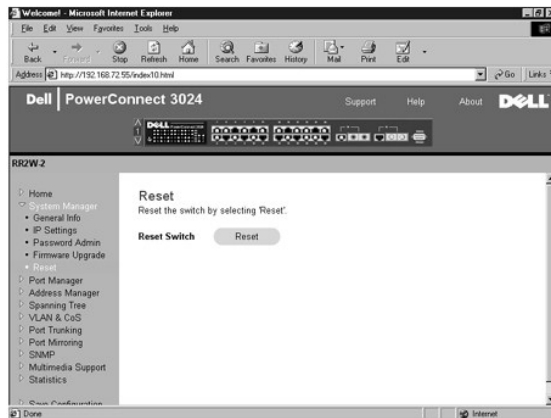 Welcome! - Microsoft Internet Explorer
File Edit View Favorites Tools Help
Back Forward Stop Refresh Home Search Favorites History Mail Print Edit
Address http://192.168.72.55/index10.html Go Links
Dell PowerConnect 3024 Support Help About DELL
DELL
1
RR2W-2
Home
System Manager
General Info
IP Settings
Password Admin
Firmware Upgrade
Reset
Port Manager
Address Manager
Spanning Tree
VLAN & CoS
Port Trunking
Port Mirroring
SNMP
Multimedia Support
Statistics
Save Configuration
Reset
Reset the switch by selecting 'Reset'.
Reset Switch Reset
Done Internet